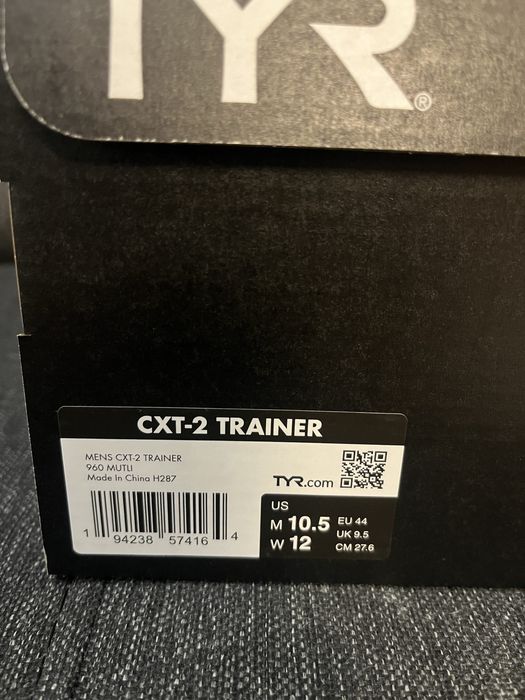 TYR®
CXT-2 TRAINER
MENS CXT-2 TRAINER
960 MUTLI
Made In China H287
TYR.com
1 94238 57416 4
US
M 10.5 EU 44
UK 9.5
W 12 CM 27.6